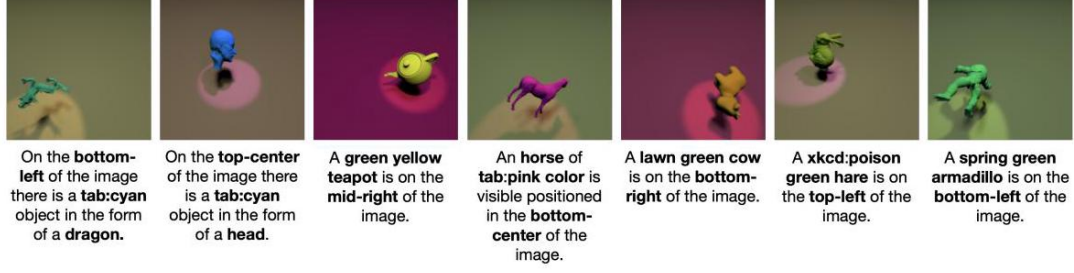 On the bottom-
left of the image
there is a tab:cyan
object in the form
of a dragon.
On the top-center
of the image there
is a tab:cyan
object in the form
of a head.
A green yellow
teapot is on the
mid-right of the
image.
An horse of
tab:pink color is
visible positioned
in the bottom-
center of the
image.
A lawn green cow
is on the bottom-
right of the image.
A xkcd:poison
green hare is on
the top-left of the
image.
A spring green
armadillo is on the
bottom-left of the
image.